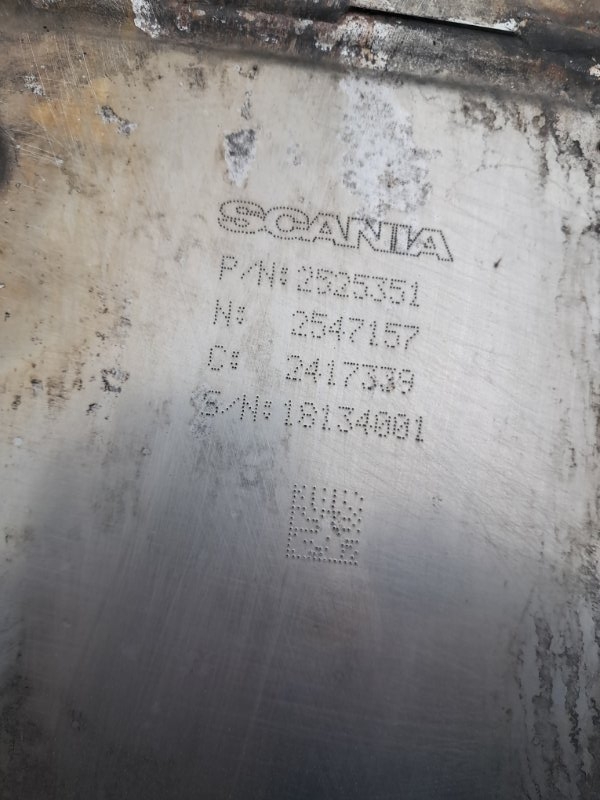 SCANIA
P/N: 2525351
N: 2547157
C: 2417339
S/N: 18134001